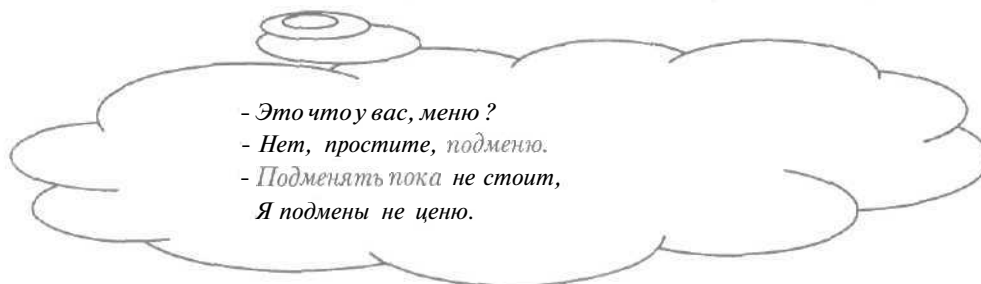 - Это что у вас, меню?
- Нет, простите, подменю.
- Подменять пока не стоит,
Я подмены не ценю.